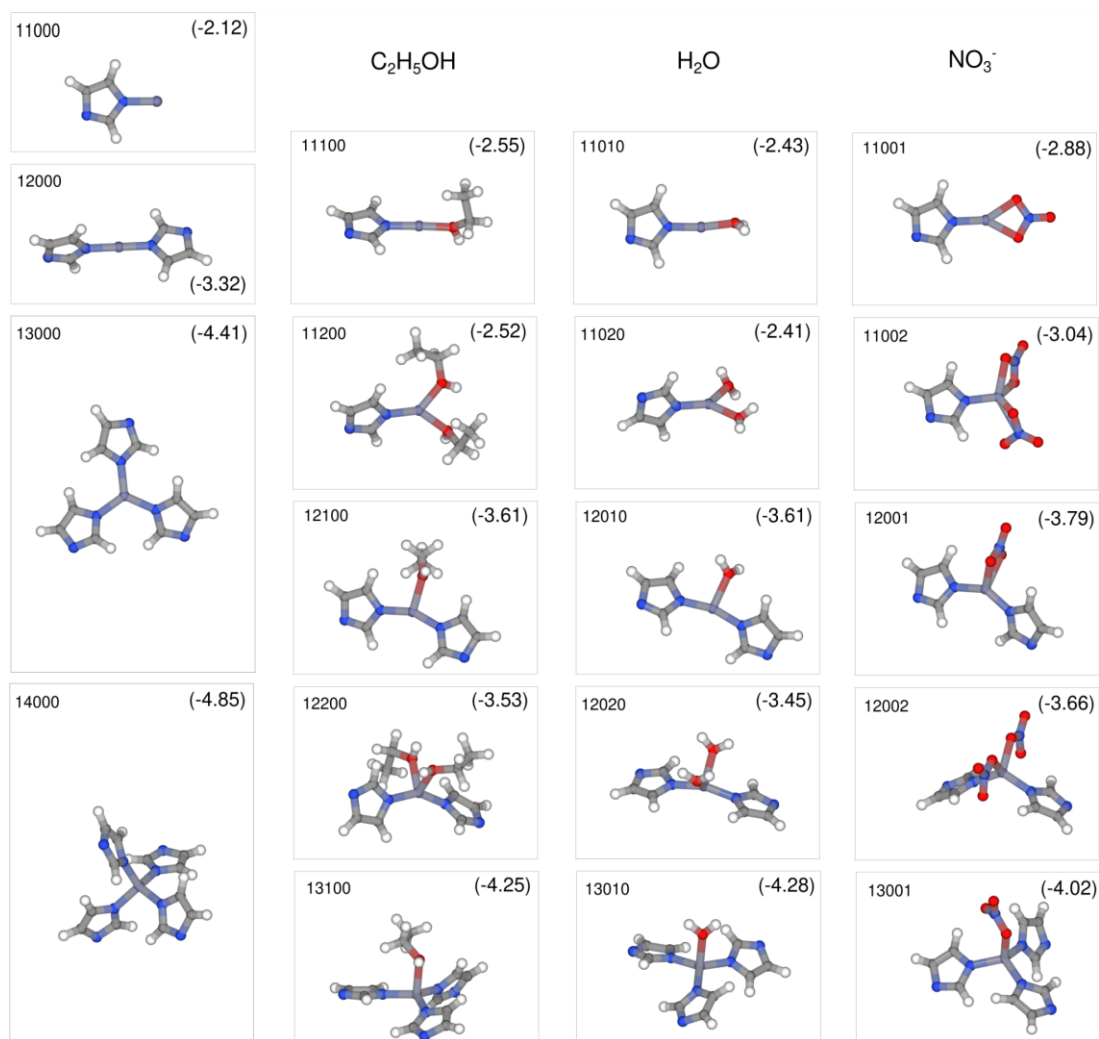 11000 (-2.12)
C₂H₅OH H₂O NO₃⁻
11100 (-2.55) 11010 (-2.43) 11001 (-2.88)
12000
(-3.32)
13000 (-4.41) 11200 (-2.52) 11020 (-2.41) 11002 (-3.04)
12100 (-3.61) 12010 (-3.61) 12001 (-3.79)
14000 (-4.85) 12200 (-3.53) 12020 (-3.45) 12002 (-3.66)
13100 (-4.25) 13010 (-4.28) 13001 (-4.02)